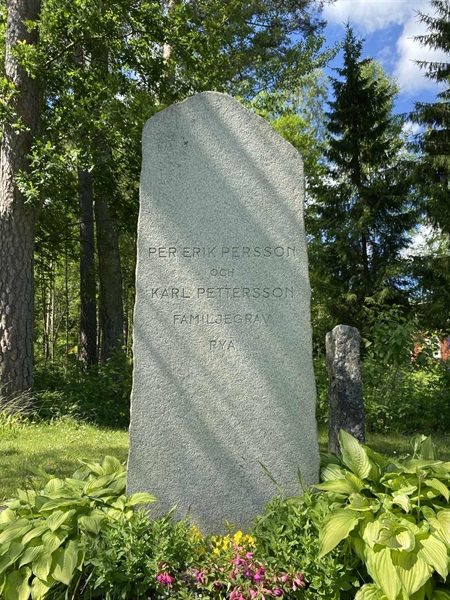 PER ERIK PERSSON
OCH
KARL PETTERSSON
FAMILJEGRAV
RYA